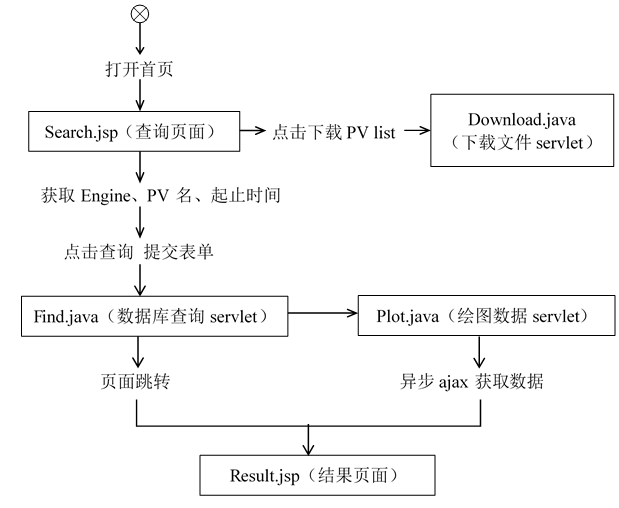 打开首页
Search.jsp（查询页面）
点击下载 PV list
Download.java
（下载文件 servlet）
获取 Engine、PV 名、起止时间
点击查询 提交表单
Find.java（数据库查询 servlet）
Plot.java（绘图数据 servlet）
页面跳转
异步 ajax 获取数据
Result.jsp（结果页面）